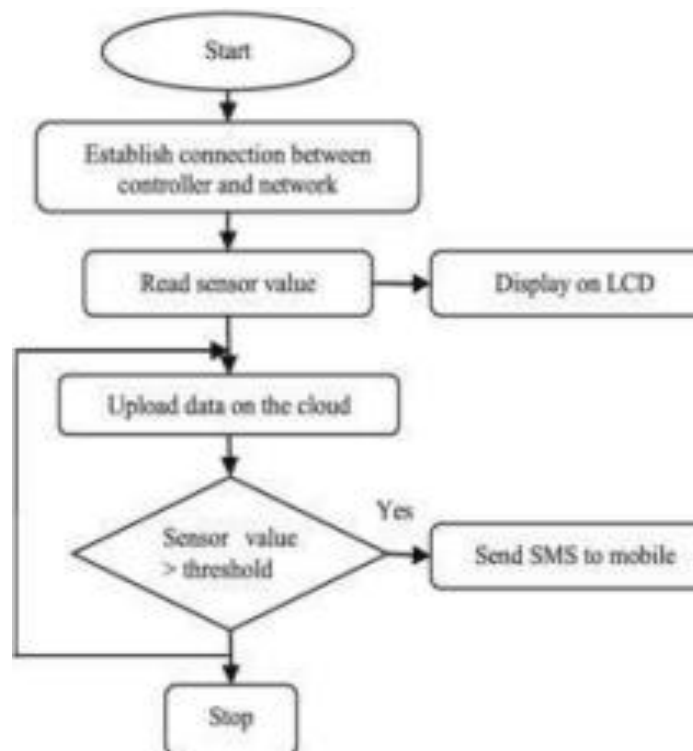 Start
Establish connection between
controller and network
Read sensor value
Display on LCD
Upload data on the cloud
Sensor value
> threshold
Yes
Send SMS to mobile
Stop